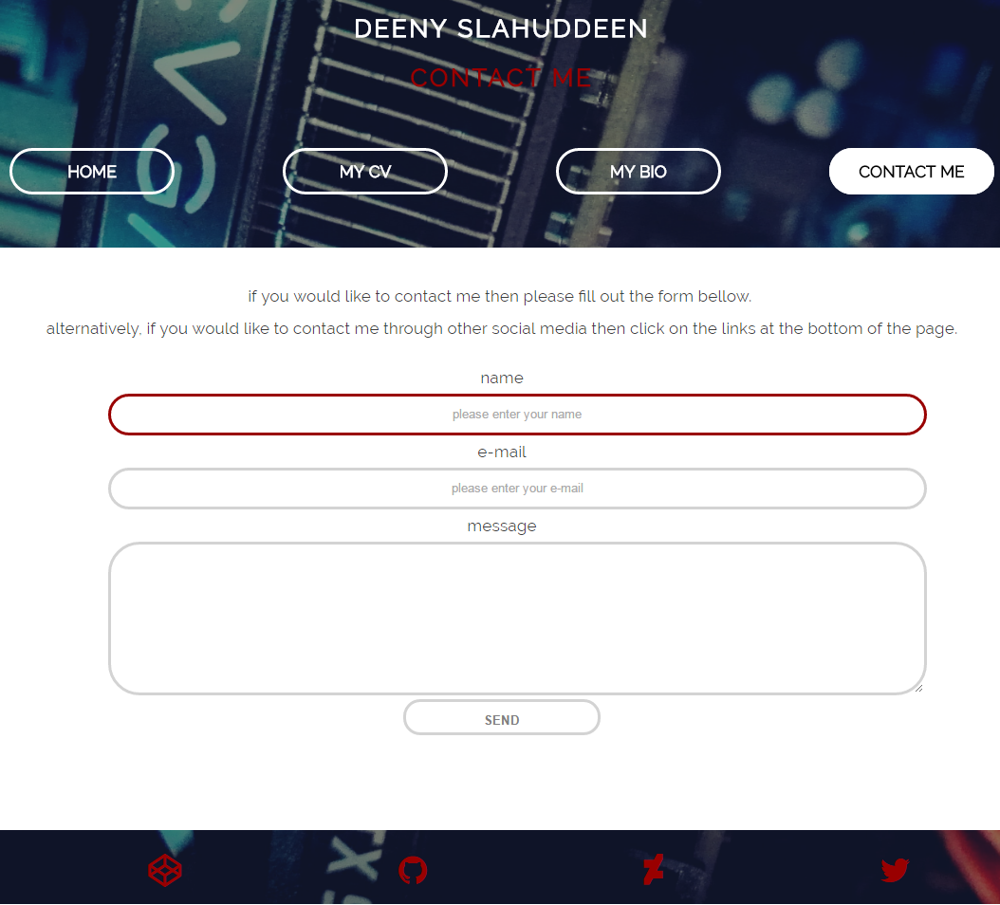 DEENY SLAHUDDEEN
CONTACT ME
HOME
MY CV
MY BIO
CONTACT ME
if you would like to contact me then please fill out the form bellow.
alternatively, if you would like to contact me through other social media then click on the links at the bottom of the page.
name
please enter your name
e-mail
please enter your e-mail
message
SEND